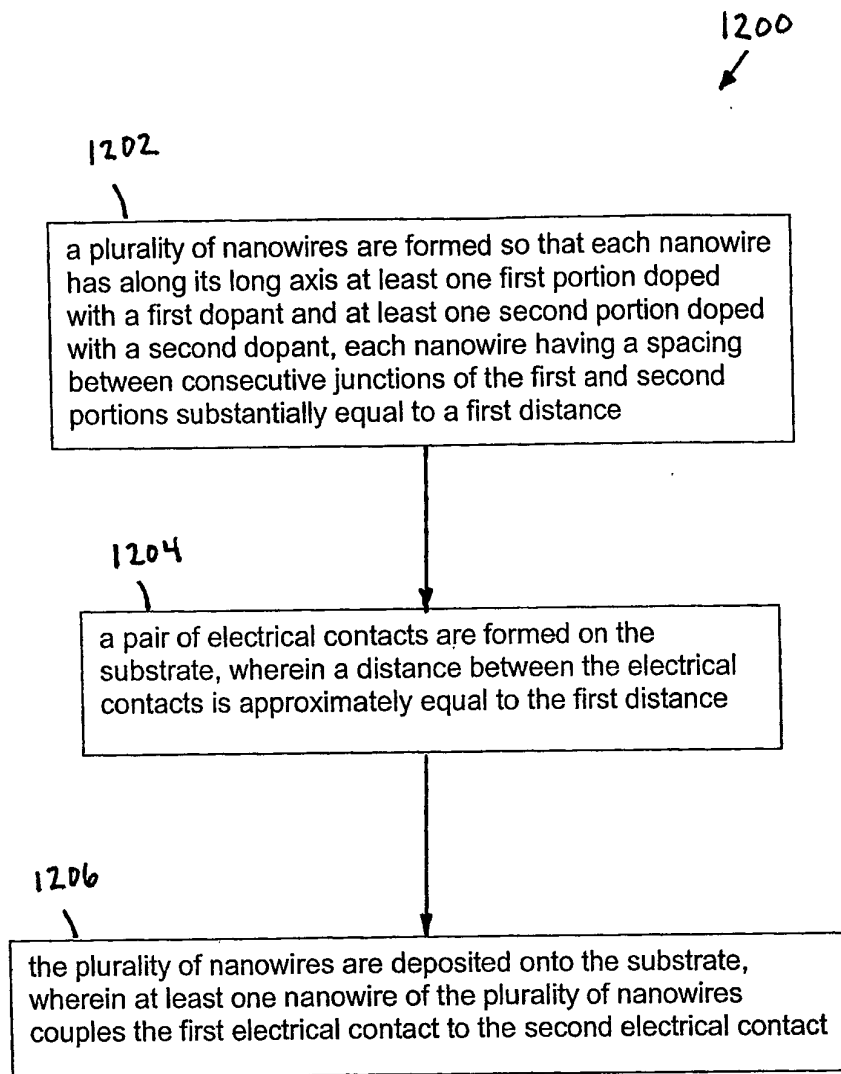 1200
1202
a plurality of nanowires are formed so that each nanowire
has along its long axis at least one first portion doped
with a first dopant and at least one second portion doped
with a second dopant, each nanowire having a spacing
between consecutive junctions of the first and second
portions substantially equal to a first distance
1204
a pair of electrical contacts are formed on the
substrate, wherein a distance between the electrical
contacts is approximately equal to the first distance
1206
the plurality of nanowires are deposited onto the substrate,
wherein at least one nanowire of the plurality of nanowires
couples the first electrical contact to the second electrical contact